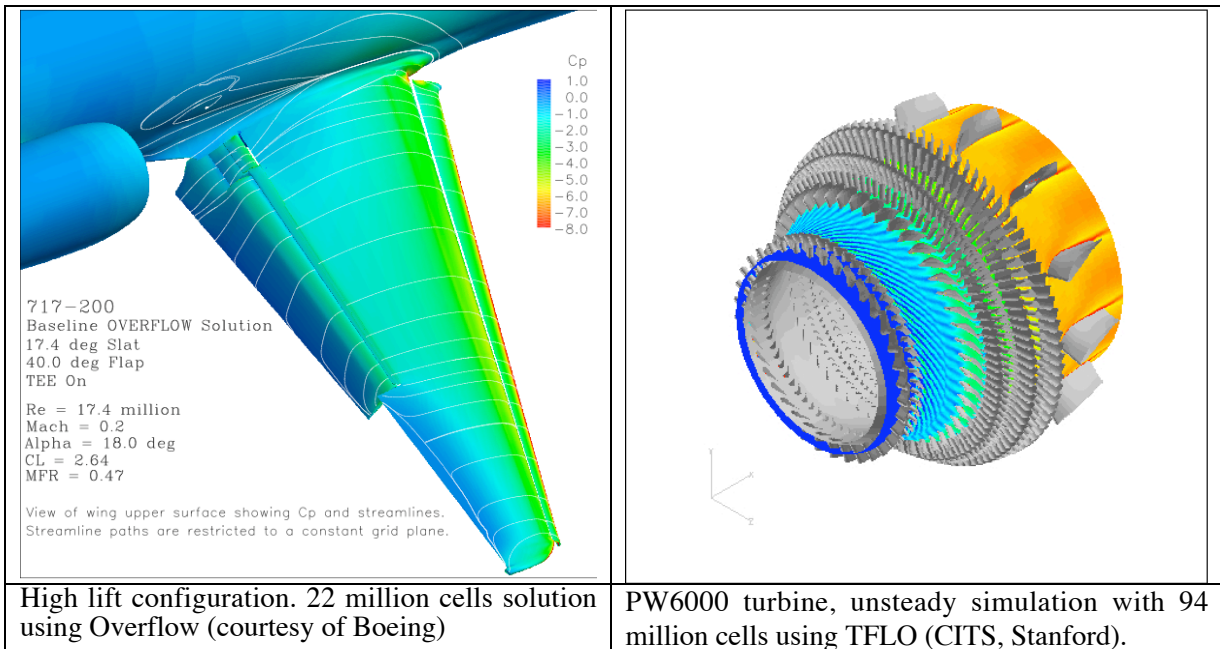 Cp
1.0
0.0
-1.0
-2.0
-3.0
-4.0
-5.0
-6.0
-7.0
-8.0
717-200
Baseline OVERFLOW Solution
17.4 deg Slat
40.0 deg Flap
TEE On
Re = 17.4 million
Mach = 0.2
Alpha = 18.0 deg
CL = 2.64
MFR = 0.47
View of wing upper surface showing Cp and streamlines.
Streamline paths are restricted to a constant grid plane.
High lift configuration. 22 million cells solution
using Overflow (courtesy of Boeing)
Y
X
Z
PW6000 turbine, unsteady simulation with 94
million cells using TFLO (CITS, Stanford).